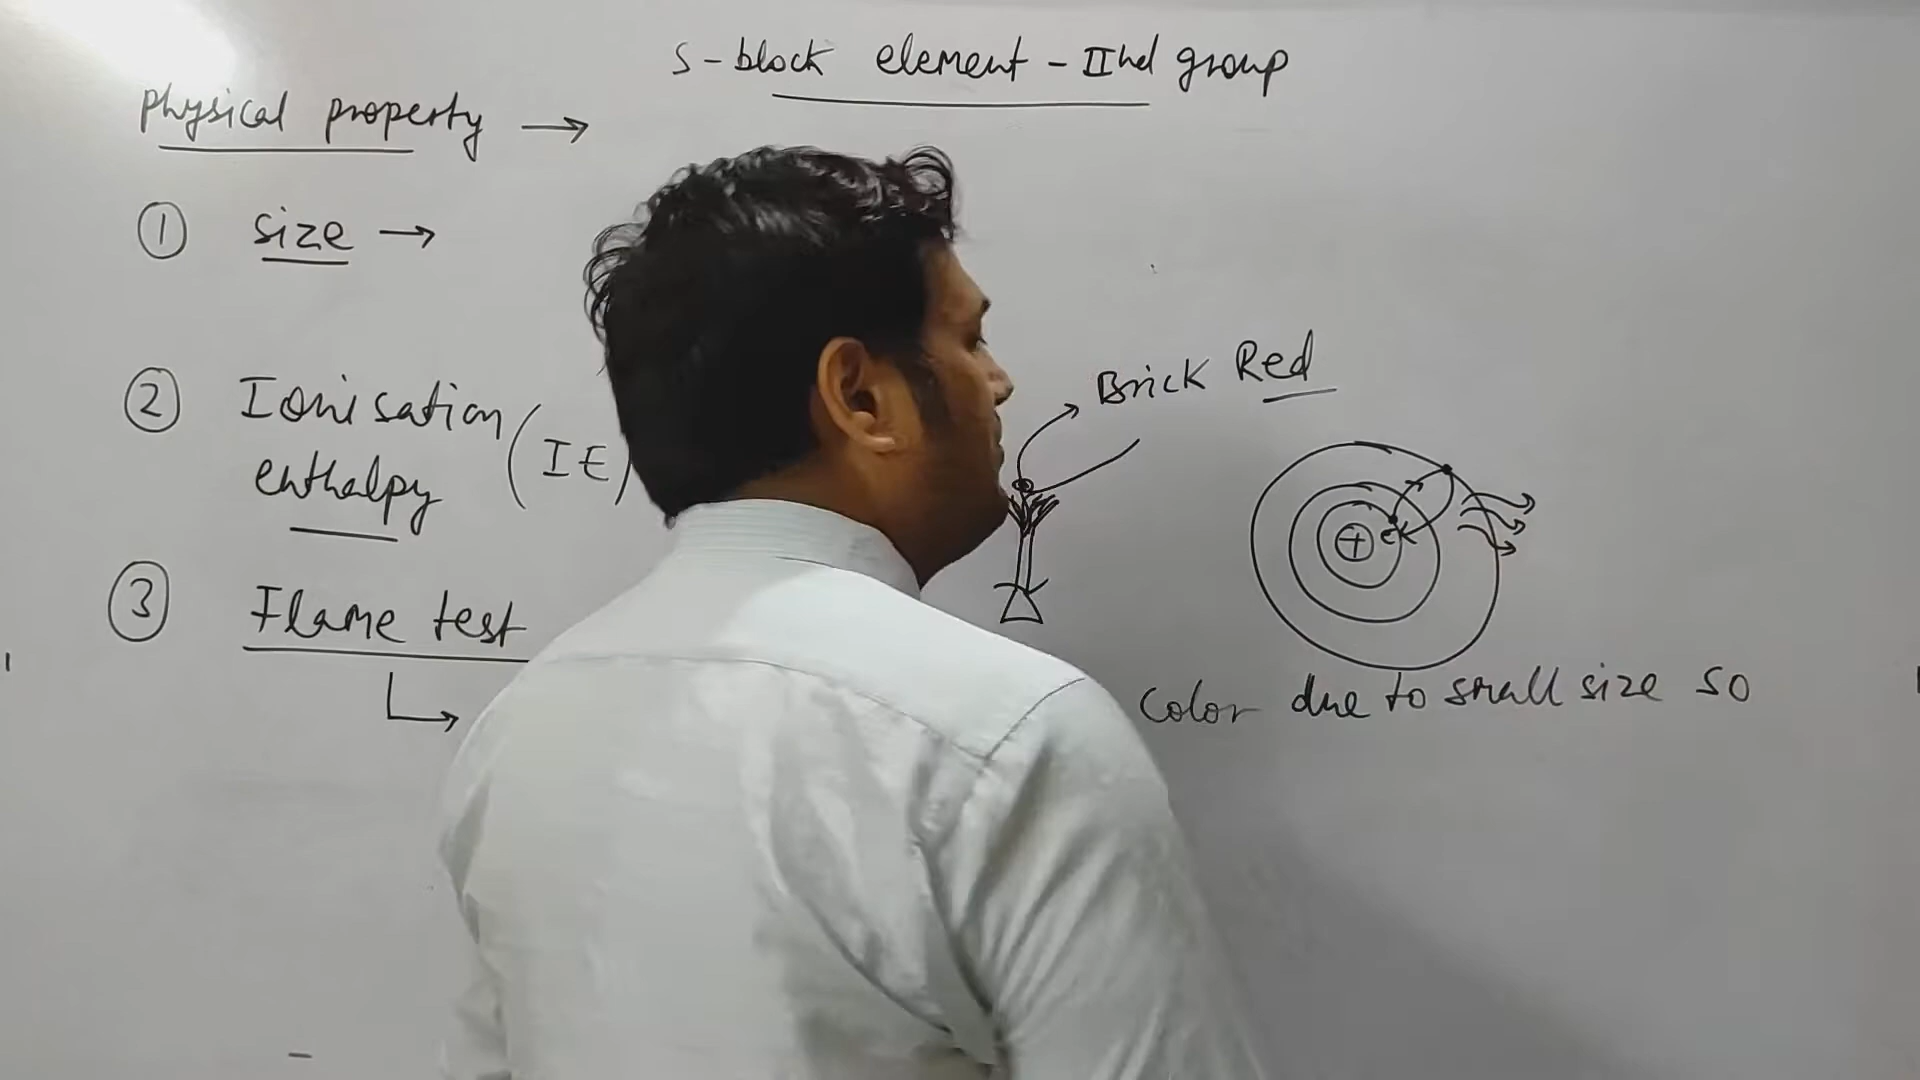 S-block element - IInd group
Physical property →
① size →
Brick Red
② Ionisation
enthalpy (IE)
+ e
③ Flame test
color due to small size so